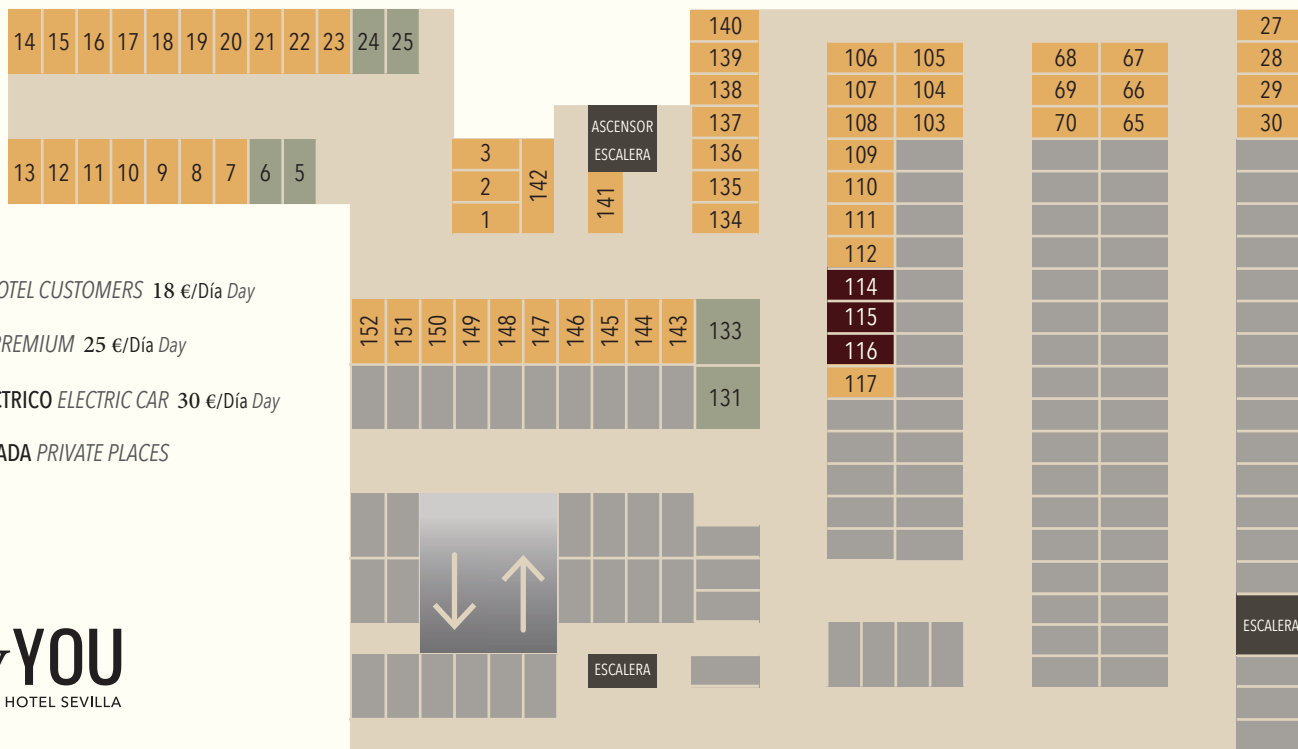 14 15 16 17 18 19 20 21 22 23 24 25
13 12 11 10 9 8 7 6 5
3
2
1
142
ASCENSOR
ESCALERA
141
140
139
138
137
136
135
134
106 105
107 104
108 103
109
110
111
112
114
115
116
117
68 67
69 66
70 65
27
28
29
30
152 151 150 149 148 147 146 145 144 143 133
131
OTEL CUSTOMERS 18 €/Día Day
PREMIUM 25 €/Día Day
CTRICO ELECTRIC CAR 30 €/Día Day
ADA PRIVATE PLACES
YOU
HOTEL SEVILLA
ESCALERA
ESCALERA